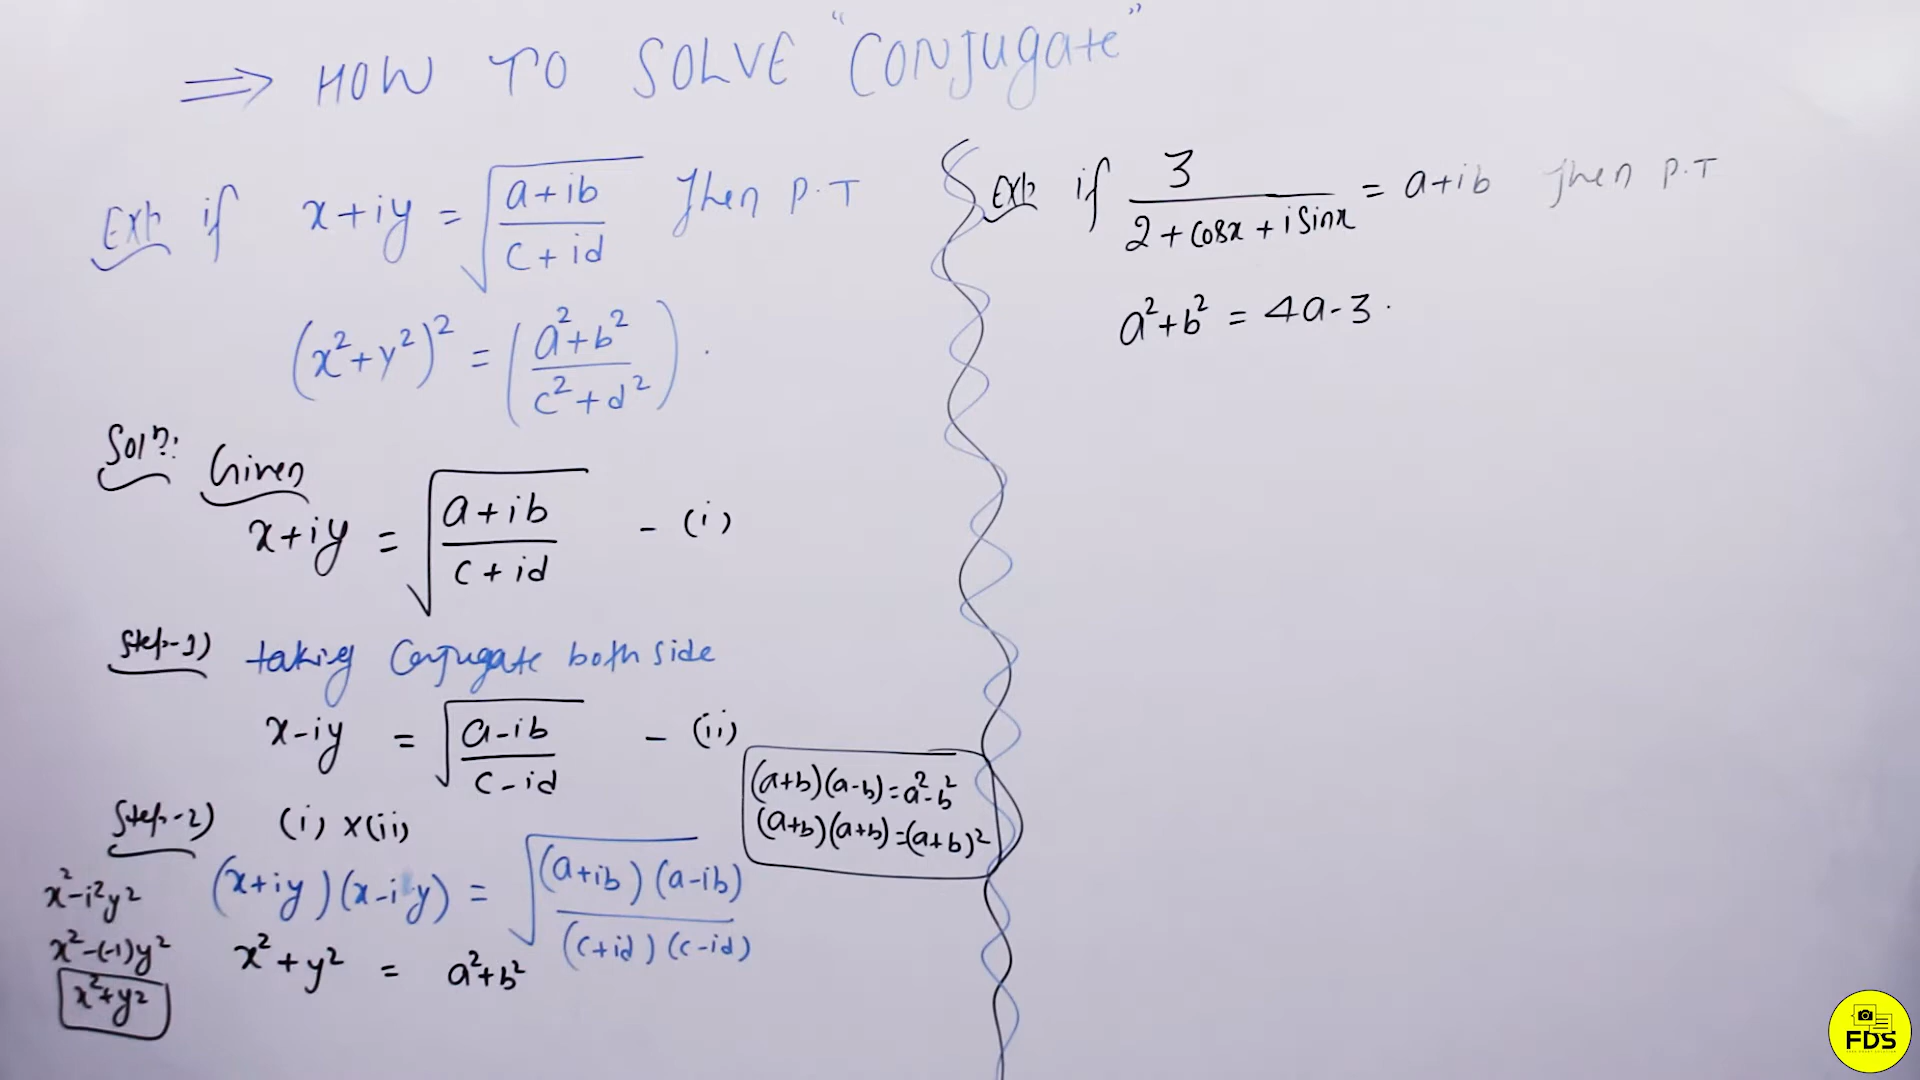 ⇒ HOW TO SOLVE "CONJUgate"
Exp if x+iy = √((a+ib)/(c+id)) Then P.T
(x²+y²)² = ((a²+b²)/(c²+d²)).
Solⁿ: Given
x+iy = √((a+ib)/(c+id)) - (i)
Step-1) taking Conjugate both side
x-iy = √((a-ib)/(c-id)) - (ii)
Step-2) (i) x(ii)
(x+iy)(x-iy) = √((a+ib)(a-ib)/(c+id)(c-id))
x²+y² = a²+b²
x²-i²y²
x²-(-1)y²
x²+y²
(a+b)(a-b)=a²-b²
(a+b)(a+b)=(a+b)²
Exp if 3/(2+cosx+isinx) = a+ib Then P.T
a²+b² = 4a-3.
FDS